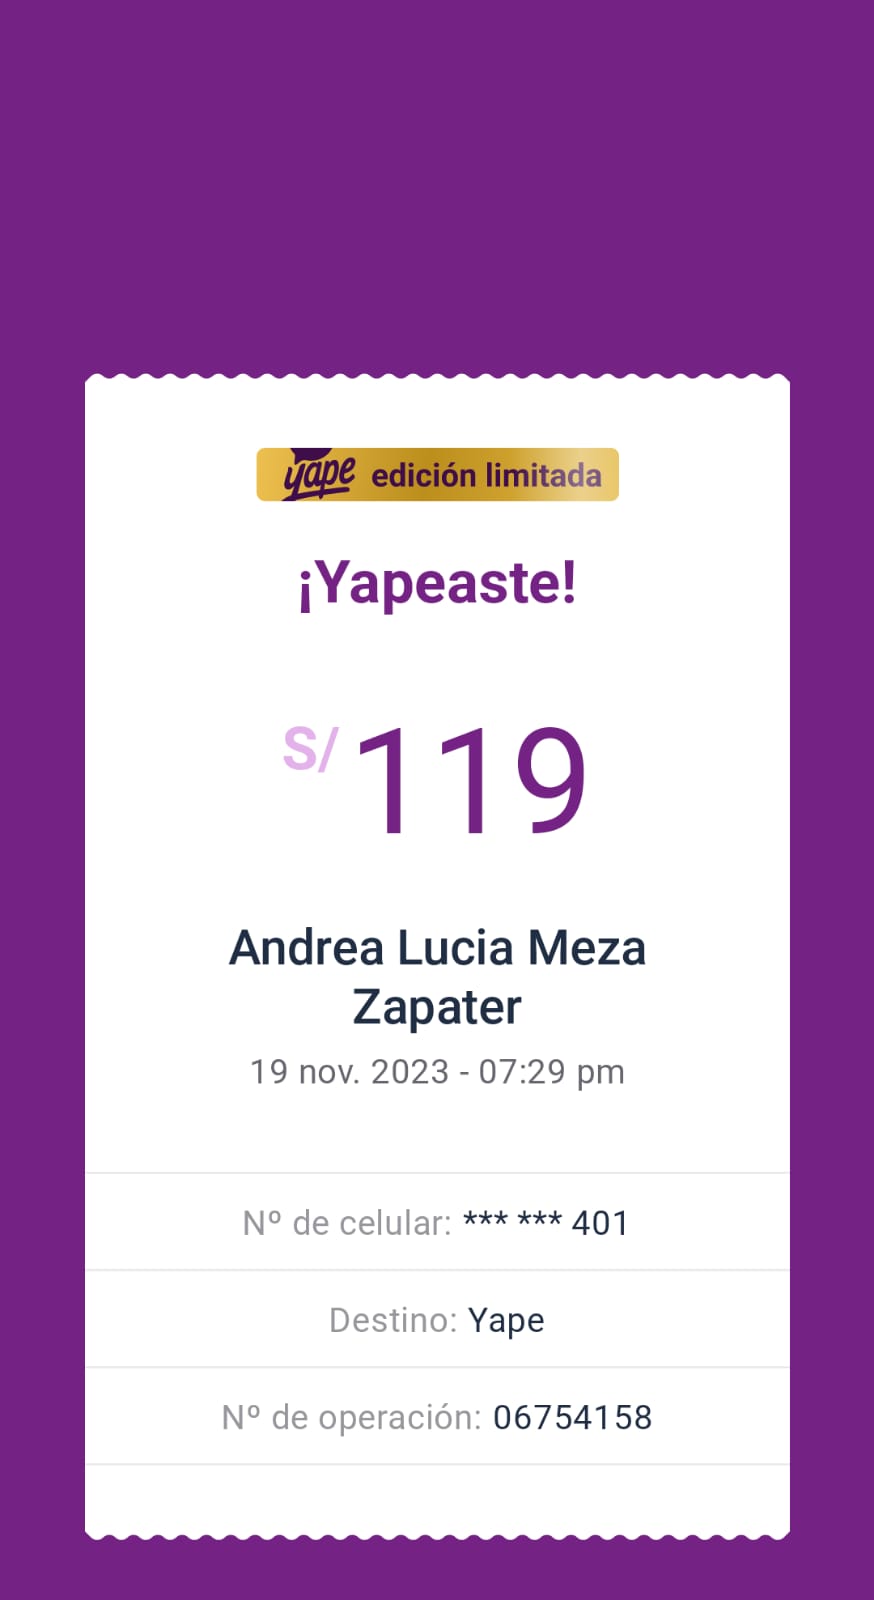 yape edición limitada
¡Yapeaste!
S/ 119
Andrea Lucia Meza
Zapater
19 nov. 2023 - 07:29 pm
Nº de celular: *** *** 401
Destino: Yape
Nº de operación: 06754158